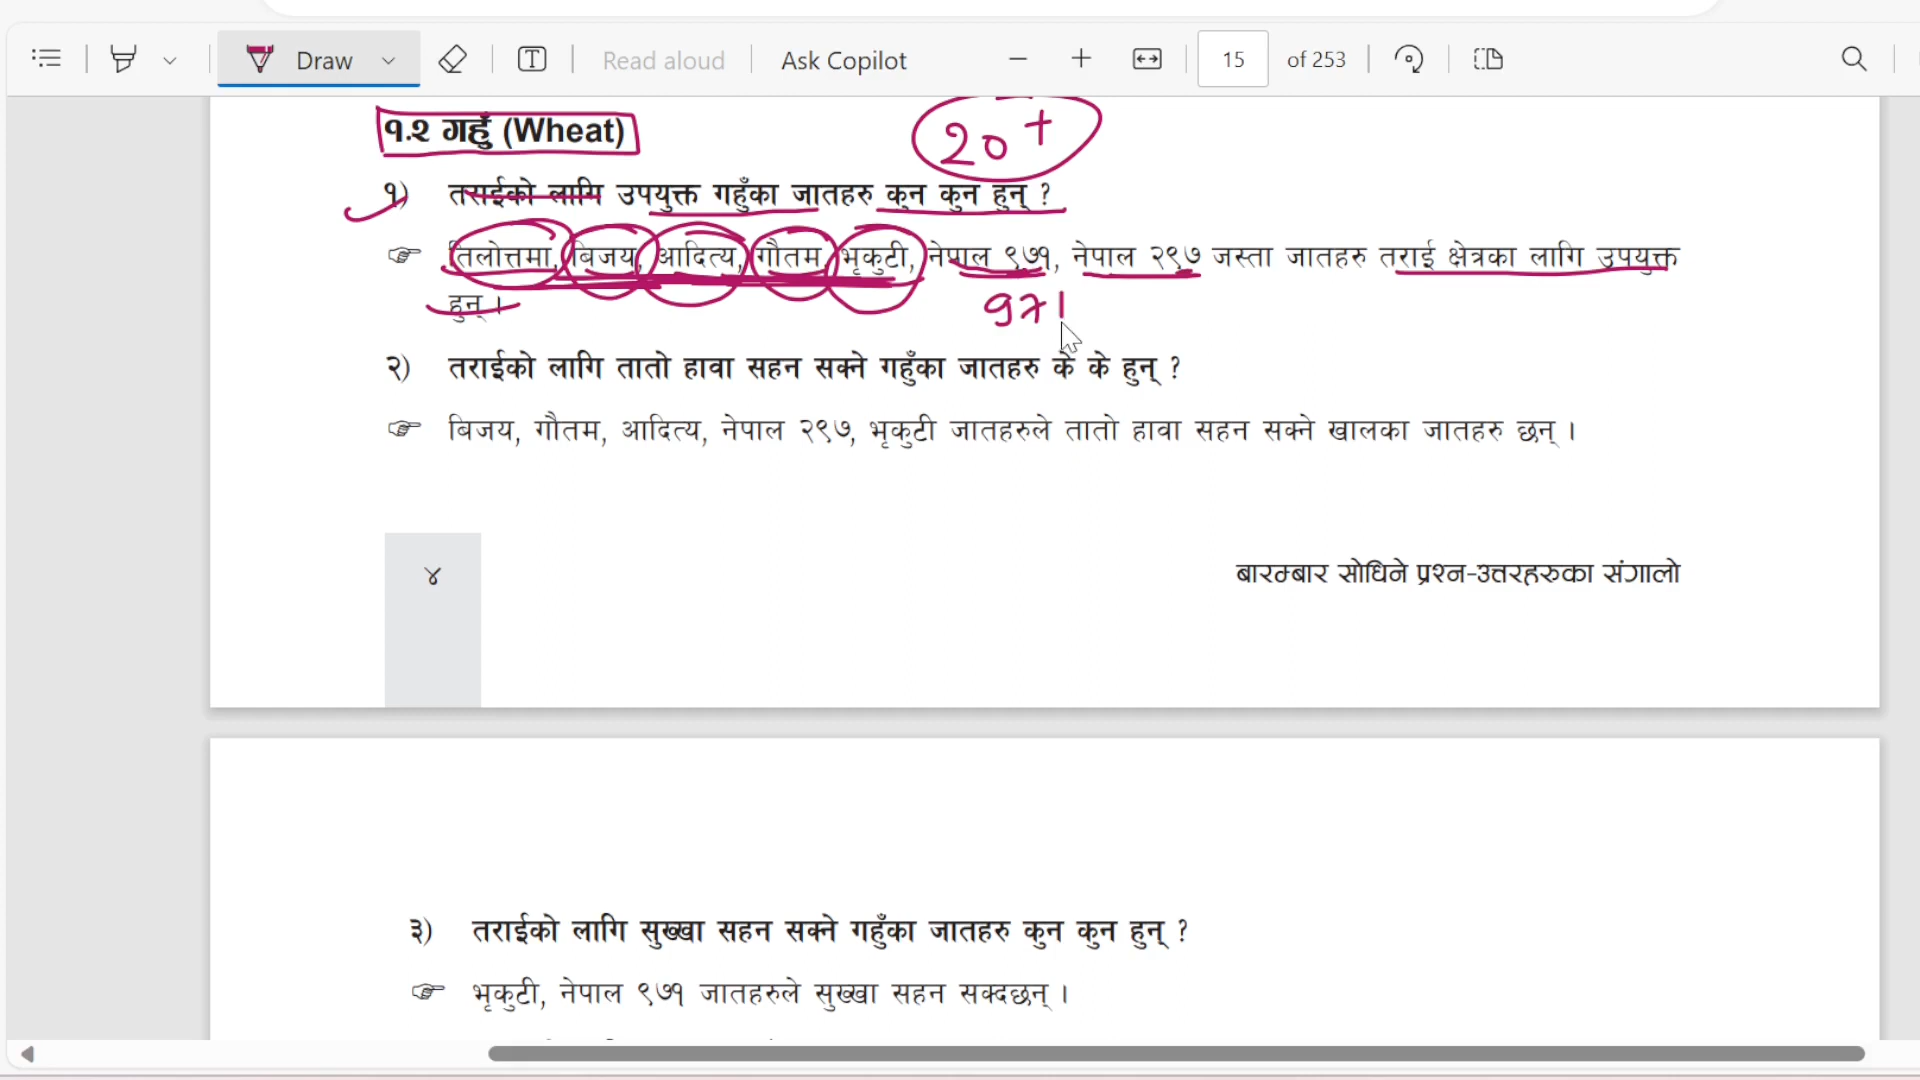 Draw
Read aloud
Ask Copilot
15
of 253
१.२ गहुँ (Wheat)
20+
१) तराईको लागि उपयुक्त गहुँका जातहरु कुन कुन हुन् ?
तिलोत्तमा, बिजय, आदित्य, गौतम, भृकुटी, नेपाल ९७१, नेपाल २९७ जस्ता जातहरु तराई क्षेत्रका लागि उपयुक्त
हुन् ।
971
२) तराईको लागि तातो हावा सहन सक्ने गहुँका जातहरु के के हुन् ?
बिजय, गौतम, आदित्य, नेपाल २९७, भृकुटी जातहरुले तातो हावा सहन सक्ने खालका जातहरु छन् ।
४
बारम्बार सोधिने प्रश्न-उत्तरहरुका संगालो
३) तराईको लागि सुख्खा सहन सक्ने गहुँका जातहरु कुन कुन हुन् ?
भृकुटी, नेपाल ९७१ जातहरुले सुख्खा सहन सक्दछन् ।